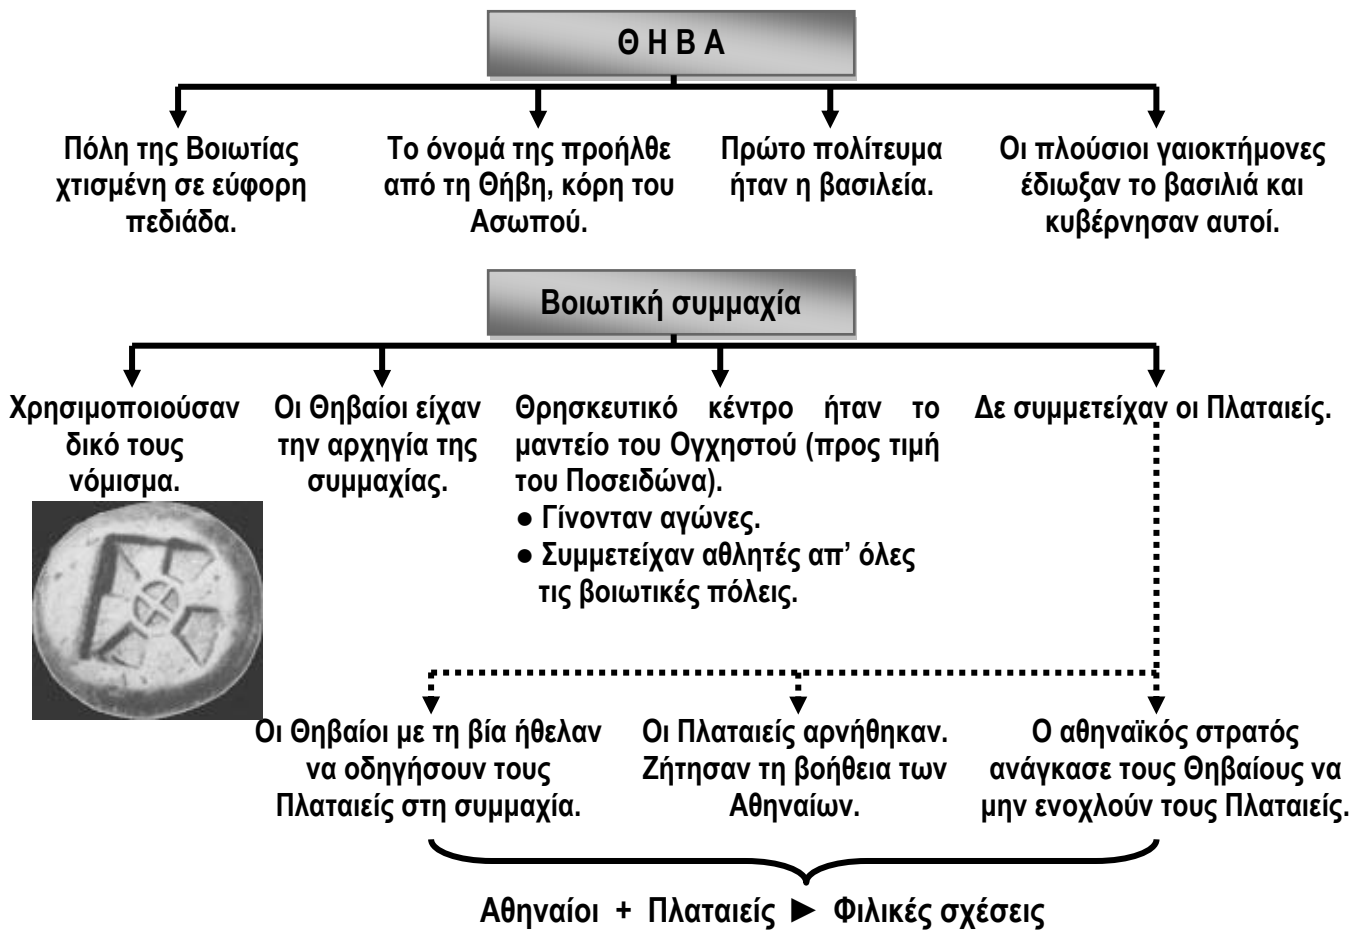 Θ Η Β Α
Πόλη της Βοιωτίας
χτισμένη σε εύφορη
πεδιάδα.
Το όνομά της προήλθε
από τη Θήβη, κόρη του
Ασωπού.
Πρώτο πολίτευμα
ήταν η βασιλεία.
Οι πλούσιοι γαιοκτήμονες
έδιωξαν το βασιλιά και
κυβέρνησαν αυτοί.
Βοιωτική συμμαχία
Χρησιμοποιούσαν
δικό τους
νόμισμα.
Οι Θηβαίοι είχαν
την αρχηγία της
συμμαχίας.
Θρησκευτικό κέντρο ήταν το
μαντείο του Ογχηστού (προς τιμή
του Ποσειδώνα).
● Γίνονταν αγώνες.
● Συμμετείχαν αθλητές απ’ όλες
τις βοιωτικές πόλεις.
Δε συμμετείχαν οι Πλαταιείς.
Οι Θηβαίοι με τη βία ήθελαν
να οδηγήσουν τους
Πλαταιείς στη συμμαχία.
Οι Πλαταιείς αρνήθηκαν.
Ζήτησαν τη βοήθεια των
Αθηναίων.
Ο αθηναϊκός στρατός
ανάγκασε τους Θηβαίους να
μην ενοχλούν τους Πλαταιείς.
Αθηναίοι + Πλαταιείς ► Φιλικές σχέσεις